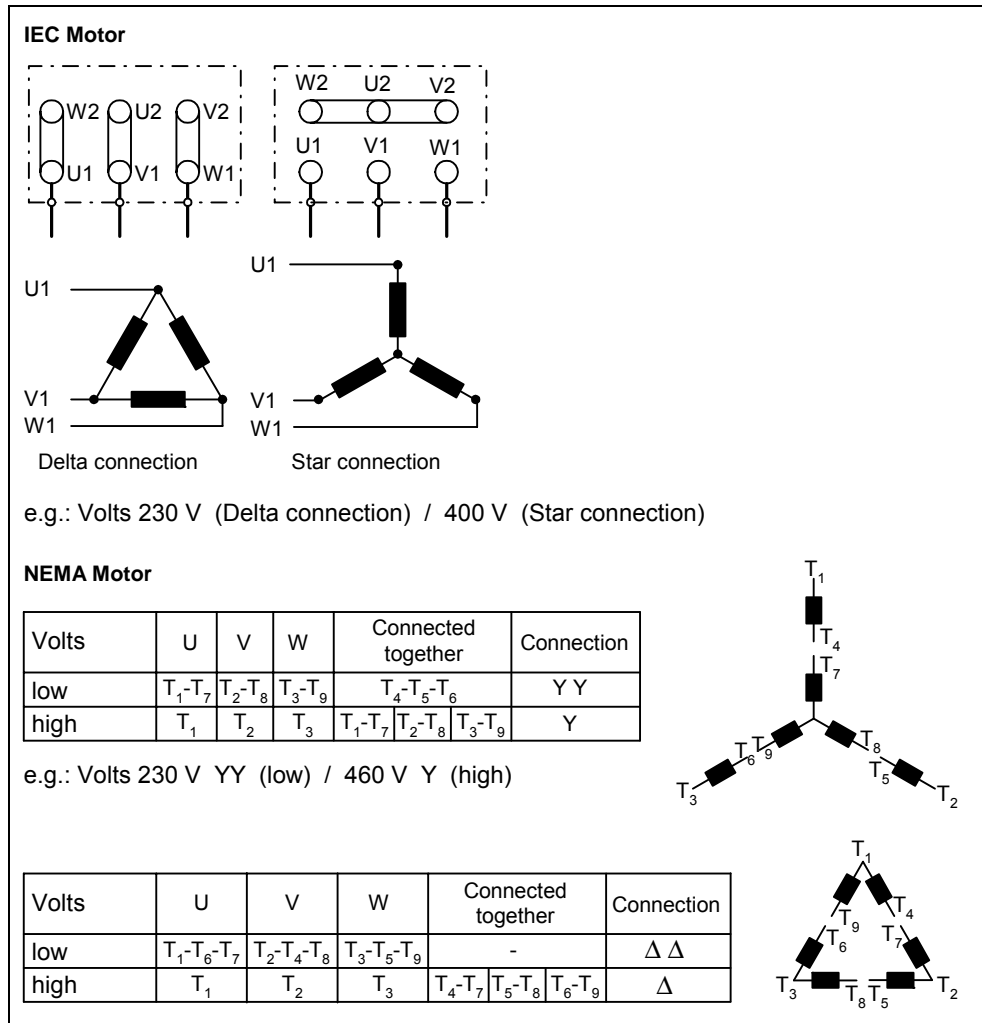 IEC Motor
W2 U2 V2
U1 V1 W1
W2 U2 V2
U1 V1 W1
U1
V1
W1
Delta connection
U1
V1
W1
Star connection
e.g.: Volts 230 V (Delta connection) / 400 V (Star connection)
NEMA Motor
Volts U V W Connected together Connection
low T1-T7 T2-T8 T3-T9 T4-T5-T6 Y Y
high T1 T2 T3 T1-T7 T2-T8 T3-T9 Y
e.g.: Volts 230 V YY (low) / 460 V Y (high)
T1
T4
T7
T6 T9 T8
T5
T3 T2
Volts U V W Connected together Connection
low T1-T6-T7 T2-T4-T8 T3-T5-T9 - Δ Δ
high T1 T2 T3 T4-T7 T5-T8 T6-T9 Δ
T1
T9 T4
T6 T7
T3 T8 T5 T2